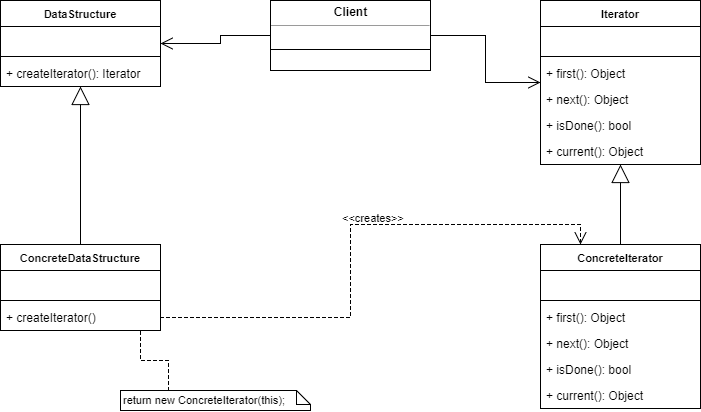 DataStructure
+ createIterator(): Iterator
Client
Iterator
+ first(): Object
+ next(): Object
+ isDone(): bool
+ current(): Object
<<creates>>
ConcreteDataStructure
+ createIterator()
return new ConcreteIterator(this);
ConcreteIterator
+ first(): Object
+ next(): Object
+ isDone(): bool
+ current(): Object